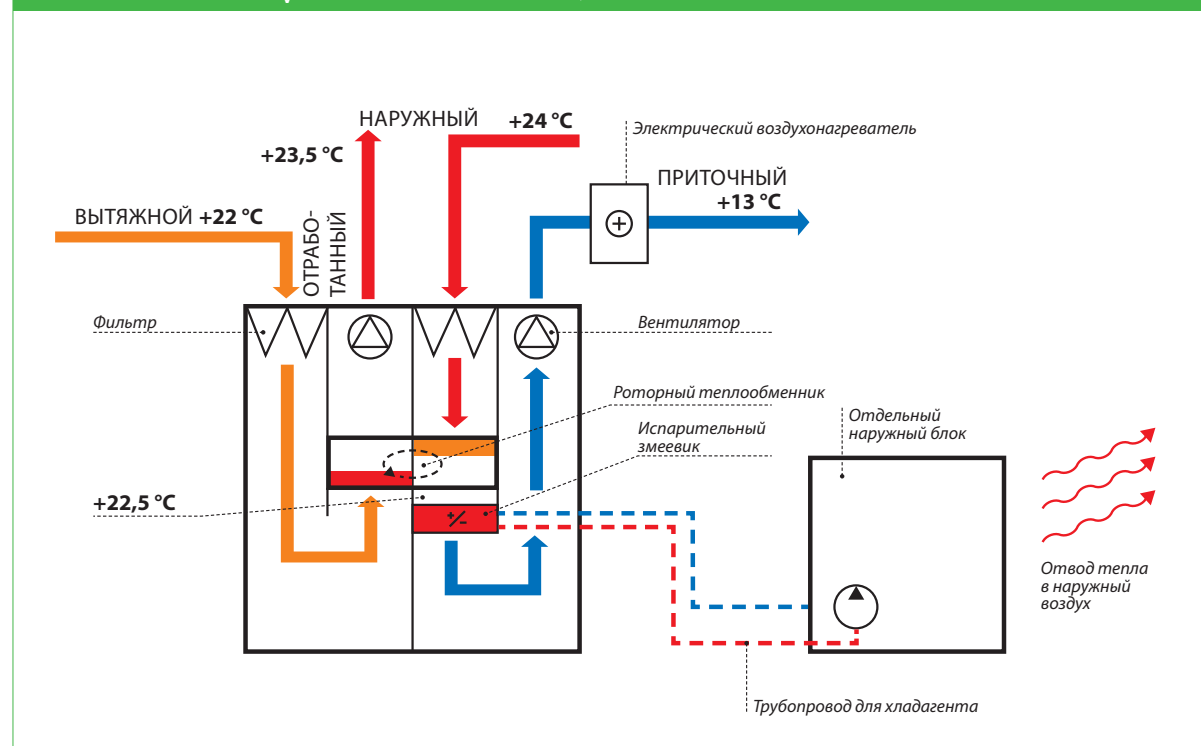 НАРУЖНЫЙ
+24 °C
Электрический воздухонагреватель
+23,5 °C
ПРИТОЧНЫЙ
+13 °C
ВЫТЯЖНОЙ +22 °C
ОТРАБО-
ТАННЫЙ
Фильтр
Вентилятор
Роторный теплообменник
Испарительный
змеевик
Отдельный
наружный блок
+22,5 °C
+/-
Отвод тепла
в наружный
воздух
Трубопровод для хладагента